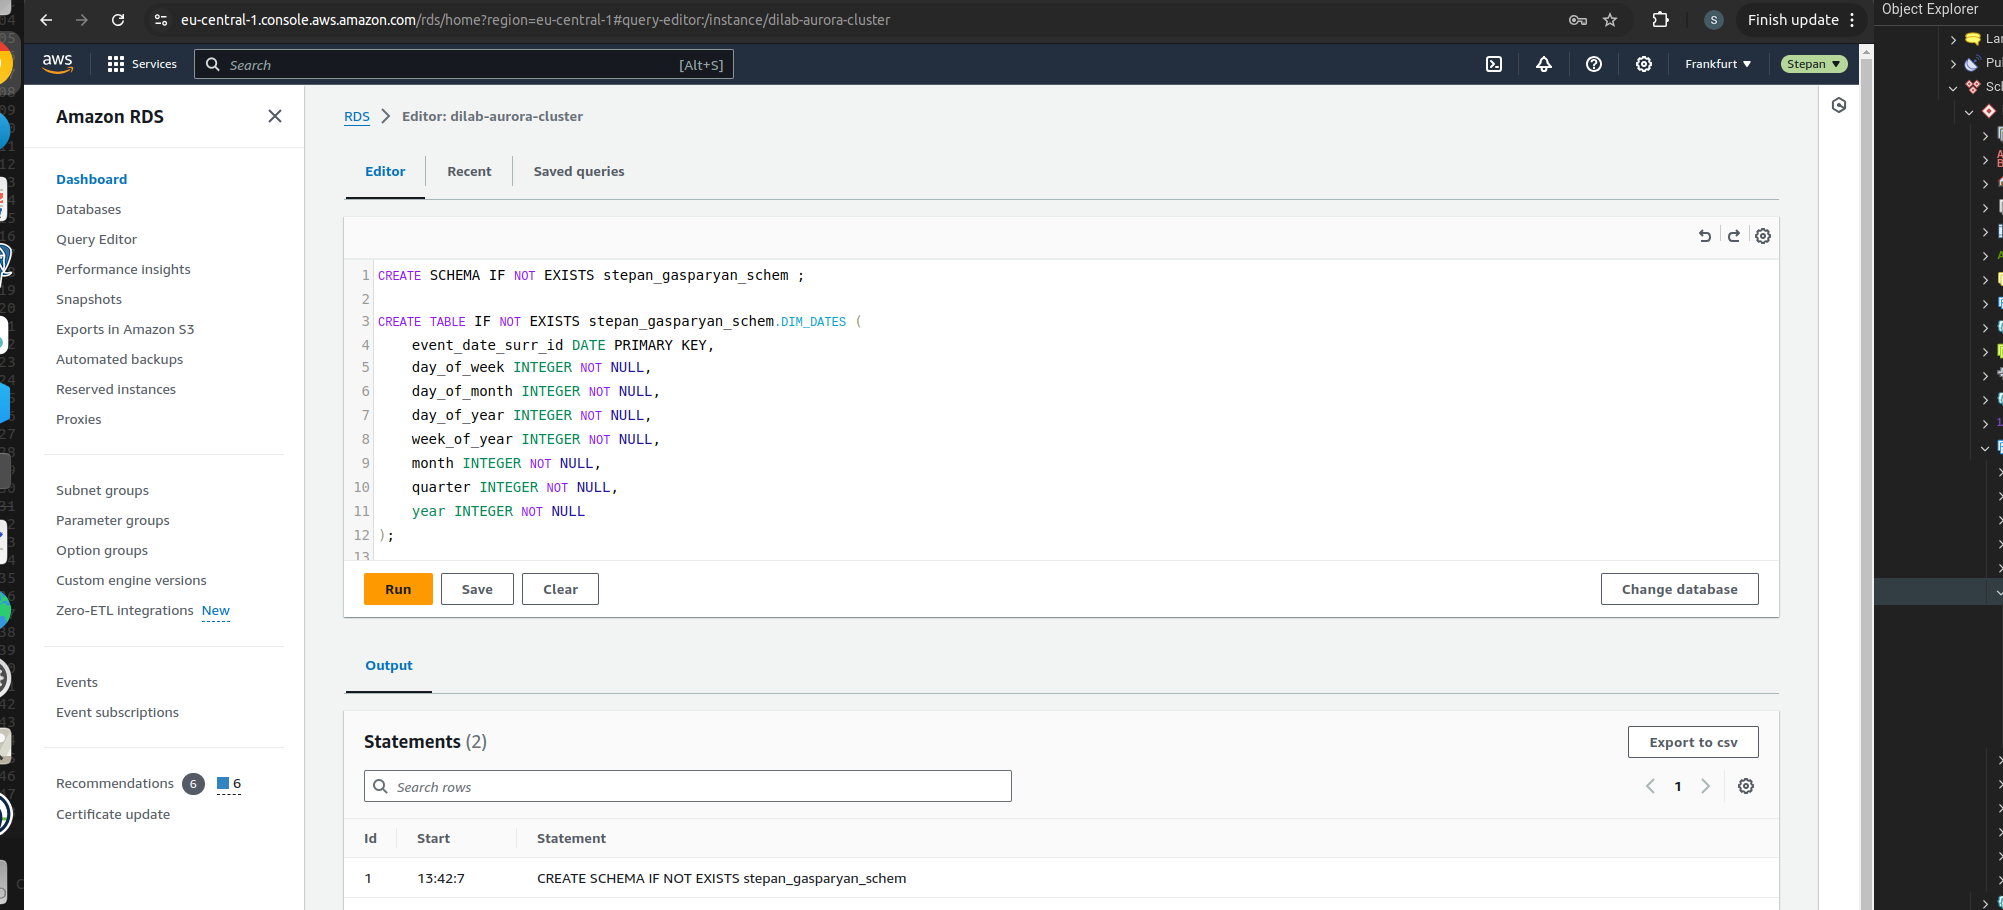 eu-central-1.console.aws.amazon.com/rds/home?region=eu-central-1#query-editor:/instance/dilab-aurora-cluster
S
Finish update
Object Explorer
aws
Services
Search
[Alt+S]
Frankfurt ▼
Stepan ▼
Amazon RDS
Dashboard
Databases
Query Editor
Performance insights
Snapshots
Exports in Amazon S3
Automated backups
Reserved instances
Proxies
Subnet groups
Parameter groups
Option groups
Custom engine versions
Zero-ETL integrations New
Events
Event subscriptions
Recommendations 6 6
Certificate update
RDS > Editor: dilab-aurora-cluster
Editor
Recent
Saved queries
1 CREATE SCHEMA IF NOT EXISTS stepan_gasparyan_schem ;
2
3 CREATE TABLE IF NOT EXISTS stepan_gasparyan_schem.DIM_DATES (
4 event_date_surr_id DATE PRIMARY KEY,
5 day_of_week INTEGER NOT NULL,
6 day_of_month INTEGER NOT NULL,
7 day_of_year INTEGER NOT NULL,
8 week_of_year INTEGER NOT NULL,
9 month INTEGER NOT NULL,
10 quarter INTEGER NOT NULL,
11 year INTEGER NOT NULL
12 );
13
Run
Save
Clear
Change database
Output
Statements (2)
Export to csv
Search rows
1
Id Start Statement
1 13:42:7 CREATE SCHEMA IF NOT EXISTS stepan_gasparyan_schem